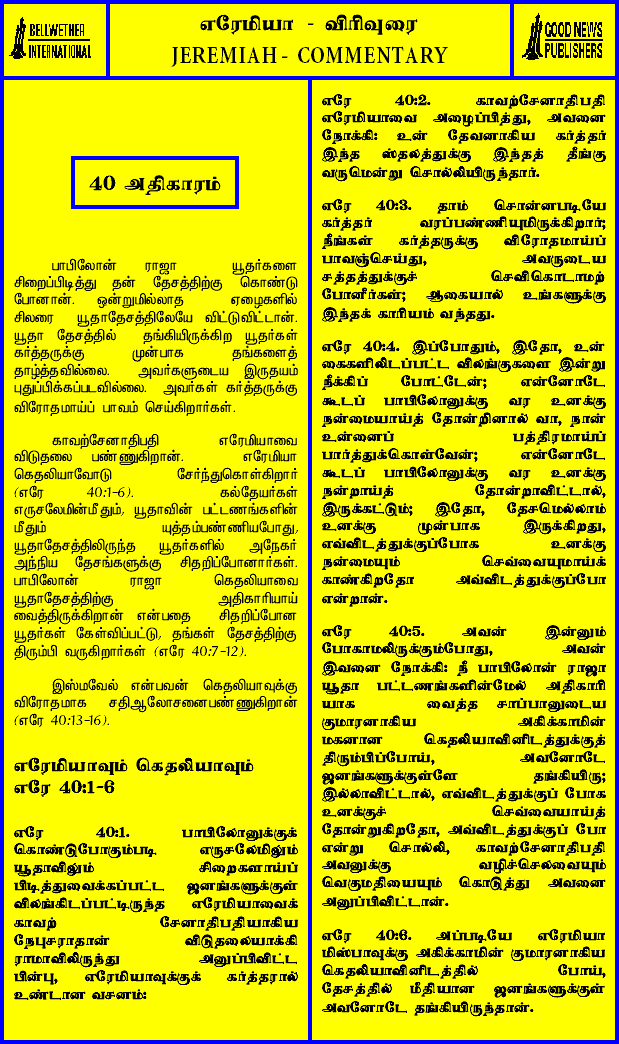 BELLWETHER
INTERNATIONAL
எரேமியா - விரிவுரை
JEREMIAH - COMMENTARY
GOOD NEWS
PUBLISHERS
40 அதிகாரம்
பாபிலோன் ராஜா யூதர்களை
சிறைப்பிடித்து தன் தேசத்திற்கு கொண்டு
போனான். ஒன்றுமில்லாத ஏழைகளில்
சிலரை யூதாதேசத்திலேயே விட்டுவிட்டான்.
யூதா தேசத்தில் தங்கியிருக்கிற யூதர்கள்
கர்த்தருக்கு முன்பாக தங்களைத்
தாழ்த்தவில்லை. அவர்களுடைய இருதயம்
புதுப்பிக்கப்படவில்லை. அவர்கள் கர்த்தருக்கு
விரோதமாய்ப் பாவம் செய்கிறார்கள்.
காவற்சேனாதிபதி எரேமியாவை
விடுதலை பண்ணுகிறான். எரேமியா
கெதலியாவோடு சேர்ந்துகொள்கிறார்
(எரே 40:1-6). கல்தேயர்கள்
எருசலேமின்மீதும், யூதாவின் பட்டணங்களின்
மீதும் யுத்தம்பண்ணியபோது,
யூதாதேசத்திலிருந்த யூதர்களில் அநேகர்
அந்நிய தேசங்களுக்கு சிதறிப்போனார்கள்.
பாபிலோன் ராஜா கெதலியாவை
யூதாதேசத்திற்கு அதிகாரியாய்
வைத்திருக்கிறான் என்பதை சிதறிப்போன
யூதர்கள் கேள்விப்பட்டு, தங்கள் தேசத்திற்கு
திரும்பி வருகிறார்கள் (எரே 40:7-12).
இஸ்மவேல் என்பவன் கெதலியாவுக்கு
விரோதமாக சதிஆலோசனைபண்ணுகிறான்
(எரே 40:13-16).
எரேமியாவும் கெதலியாவும்
எரே 40:1-6
எரே 40:1. பாபிலோனுக்குக்
கொண்டுபோகும்படி எருசலேமிலும்
யூதாவிலும் சிறைகளாய்ப்
பிடித்துவைக்கப்பட்ட ஜனங்களுக்குள்
விலங்கிடப்பட்டிருந்த எரேமியாவைக்
காவற் சேனாதிபதியாகிய
நேபுசராதான் விடுதலையாக்கி
ராமாவிலிருந்து அனுப்பிவிட்ட
பின்பு, எரேமியாவுக்குக் கர்த்தரால்
உண்டான வசனம்:
எரே 40:2. காவற்சேனாதிபதி
எரேமியாவை அழைப்பித்து, அவனை
நோக்கி: உன் தேவனாகிய கர்த்தர்
இந்த ஸ்தலத்துக்கு இந்தத் தீங்கு
வருமென்று சொல்லியிருந்தார்.
எரே 40:3. தாம் சொன்னபடியே
கர்த்தர் வரப்பண்ணியுமிருக்கிறார்;
நீங்கள் கர்த்தருக்கு விரோதமாய்ப்
பாவஞ்செய்து, அவருடைய
சத்தத்துக்குச் செவிகொடாமற்
போனீர்கள்; ஆகையால் உங்களுக்கு
இந்தக் காரியம் வந்தது.
எரே 40:4. இப்போதும், இதோ, உன்
கைகளிலிடப்பட்ட விலங்குகளை இன்று
நீக்கிப் போட்டேன்; என்னோடே
கூடப் பாபிலோனுக்கு வர உனக்கு
நன்மையாய்த் தோன்றினால் வா, நான்
உன்னைப் பத்திரமாய்ப்
பார்த்துக்கொள்வேன்; என்னோடே
கூடப் பாபிலோனுக்கு வர உனக்கு
நன்றாய்த் தோன்றாவிட்டால்,
இருக்கட்டும்; இதோ, தேசமெல்லாம்
உனக்கு முன்பாக இருக்கிறது,
எவ்விடத்துக்குப்போக உனக்கு
நன்மையும் செவ்வையுமாய்க்
காண்கிறதோ அவ்விடத்துக்குப்போ
என்றான்.
எரே 40:5. அவன் இன்னும்
போகாமலிருக்கும்போது, அவன்
இவனை நோக்கி: நீ பாபிலோன் ராஜா
யூதா பட்டணங்களின்மேல் அதிகாரி
யாக வைத்த சாப்பானுடைய
குமாரனாகிய அகிக்காமின்
மகனான கெதலியாவினிடத்துக்குத்
திரும்பிப்போய், அவனோடே
ஜனங்களுக்குள்ளே தங்கியிரு;
இல்லாவிட்டால், எவ்விடத்துக்குப் போக
உனக்குச் செவ்வையாய்த்
தோன்றுகிறதோ, அவ்விடத்துக்குப் போ
என்று சொல்லி, காவற்சேனாதிபதி
அவனுக்கு வழிச்செல்வையும்
வெகுமதியையும் கொடுத்து அவனை
அனுப்பிவிட்டான்.
எரே 40:6. அப்படியே எரேமியா
மிஸ்பாவுக்கு அகிக்காமின் குமாரனாகிய
கெதலியாவினிடத்தில் போய்,
தேசத்தில் மீதியான ஜனங்களுக்குள்
அவனோடே தங்கியிருந்தான்.